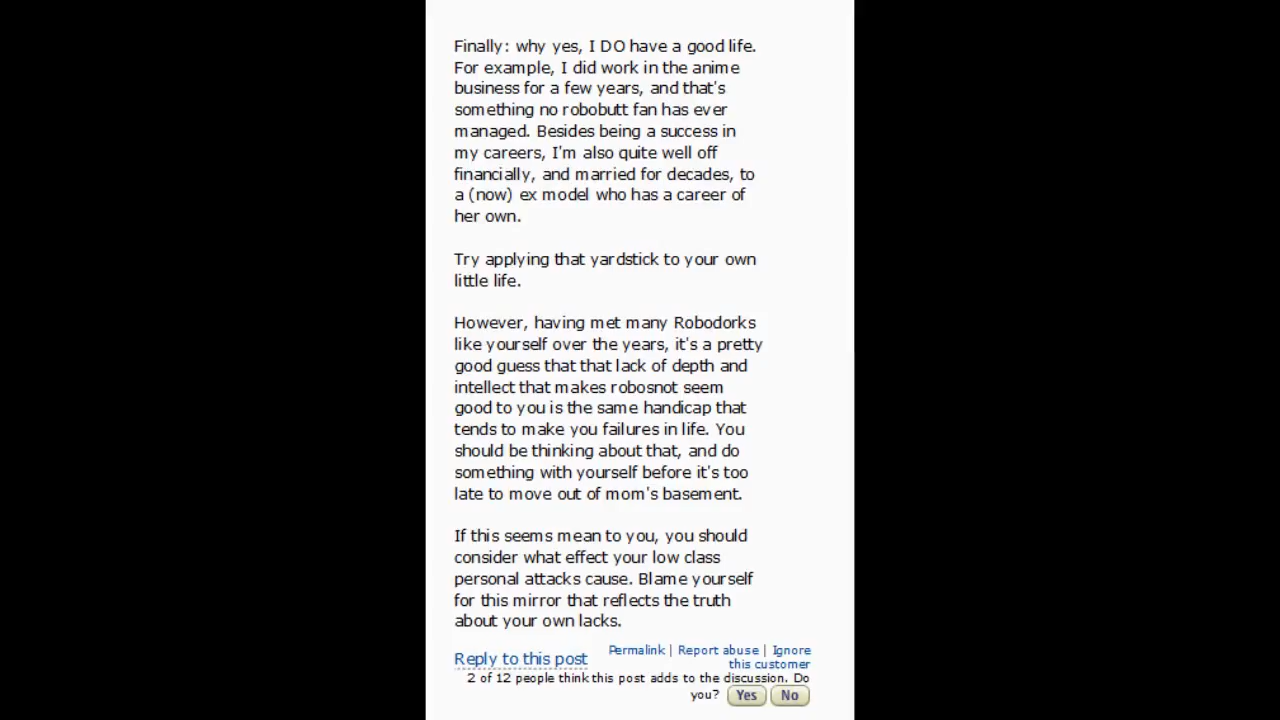 Finally: why yes, I DO have a good life.
For example, I did work in the anime
business for a few years, and that's
something no robobutt fan has ever
managed. Besides being a success in
my careers, I'm also quite well off
financially, and married for decades, to
a (now) ex model who has a career of
her own.
Try applying that yardstick to your own
little life.
However, having met many Robodorks
like yourself over the years, it's a pretty
good guess that that lack of depth and
intellect that makes robosnot seem
good to you is the same handicap that
tends to make you failures in life. You
should be thinking about that, and do
something with yourself before it's too
late to move out of mom's basement.
If this seems mean to you, you should
consider what effect your low class
personal attacks cause. Blame yourself
for this mirror that reflects the truth
about your own lacks.
Reply to this post
Permalink | Report abuse | Ignore
this customer
2 of 12 people think this post adds to the discussion. Do
you? Yes No